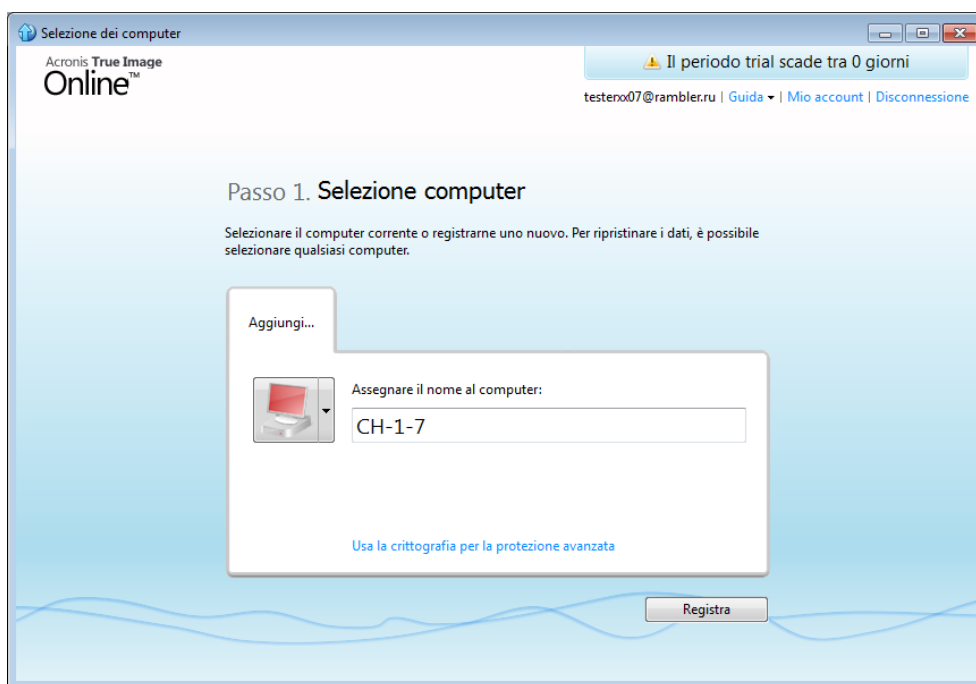 Selezione dei computer
Acronis True Image
Online™
Il periodo trial scade tra 0 giorni
testerxx07@rambler.ru | Guida | Mio account | Disconnessione
Passo 1. Selezione computer
Selezionare il computer corrente o registrarne uno nuovo. Per ripristinare i dati, è possibile
selezionare qualsiasi computer.
Aggiungi...
Assegnare il nome al computer:
CH-1-7
Usa la crittografia per la protezione avanzata
Registra